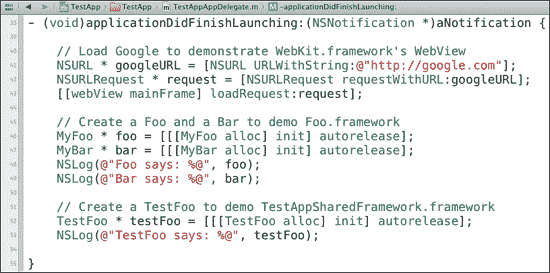 TestApp TestApp TestAppAppDelegate.m -applicationDidFinishLaunching:
- (void)applicationDidFinishLaunching:(NSNotification *)aNotification {
// Load Google to demonstrate WebKit.framework's WebView
NSURL * googleURL = [NSURL URLWithString:@"http://google.com"];
NSURLRequest * request = [NSURLRequest requestWithURL:googleURL];
[[webView mainFrame] loadRequest:request];
// Create a Foo and a Bar to demo Foo.framework
MyFoo * foo = [[[MyFoo alloc] init] autorelease];
MyBar * bar = [[[MyBar alloc] init] autorelease];
NSLog(@"Foo says: %@", foo);
NSLog(@"Bar says: %@", bar);
// Create a TestFoo to demo TestAppSharedFramework.framework
TestFoo * testFoo = [[[TestFoo alloc] init] autorelease];
NSLog(@"TestFoo says: %@", testFoo);
}